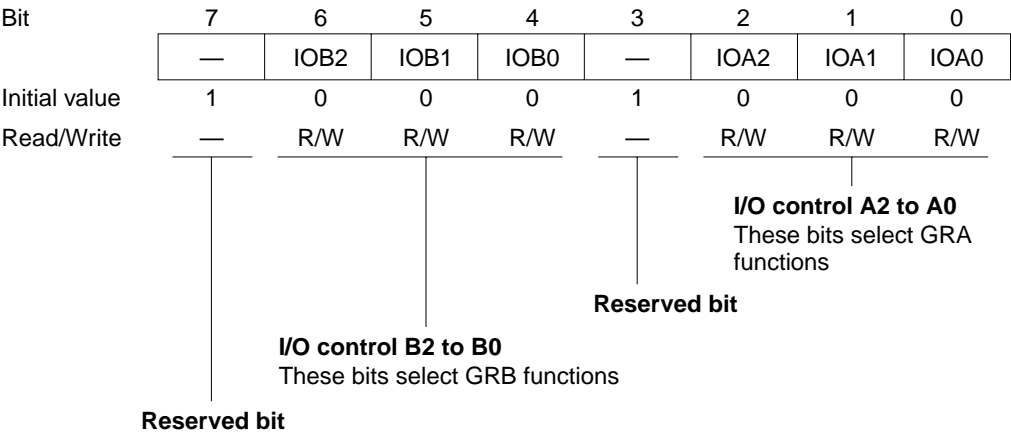 Bit 7 6 5 4 3 2 1 0
— IOB2 IOB1 IOB0 — IOA2 IOA1 IOA0
Initial value 1 0 0 0 1 0 0 0
Read/Write — R/W R/W R/W — R/W R/W R/W
I/O control A2 to A0
These bits select GRA
functions
Reserved bit
I/O control B2 to B0
These bits select GRB functions
Reserved bit